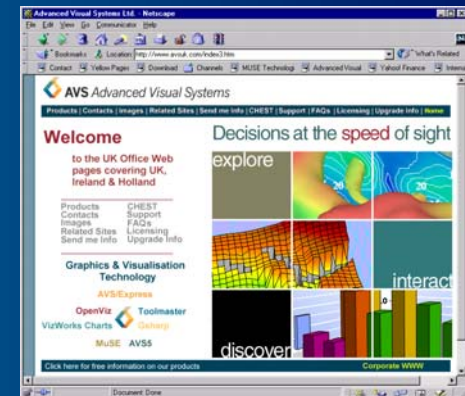 Advanced Visual Systems Ltd. - Netscape
File Edit View Go Communicator Help
Bookmarks Location: http://www.avsuk.com/index3.htm What's Related
Contact Yellow Pages Download Channels MUSE Technologi Advanced Visual Yahoo! Finance Interna
AVS Advanced Visual Systems
Products | Contacts | Images | Related Sites | Send me Info | CHEST | Support | FAQs | Licensing | Upgrade Info | Home
Welcome
to the UK Office Web
pages covering UK,
Ireland & Holland
Products CHEST
Contacts Support
Images FAQs
Related Sites Licensing
Send me Info Upgrade Info
Graphics & Visualisation
Technology
AVS/Express
OpenViz Toolmaster
VizWorks Charts Gsharp
MuSE AVS5
Decisions at the speed of sight
explore
20
20
interact
.0
discover
Click here for free information on our products Corporate WWW
Document: Done